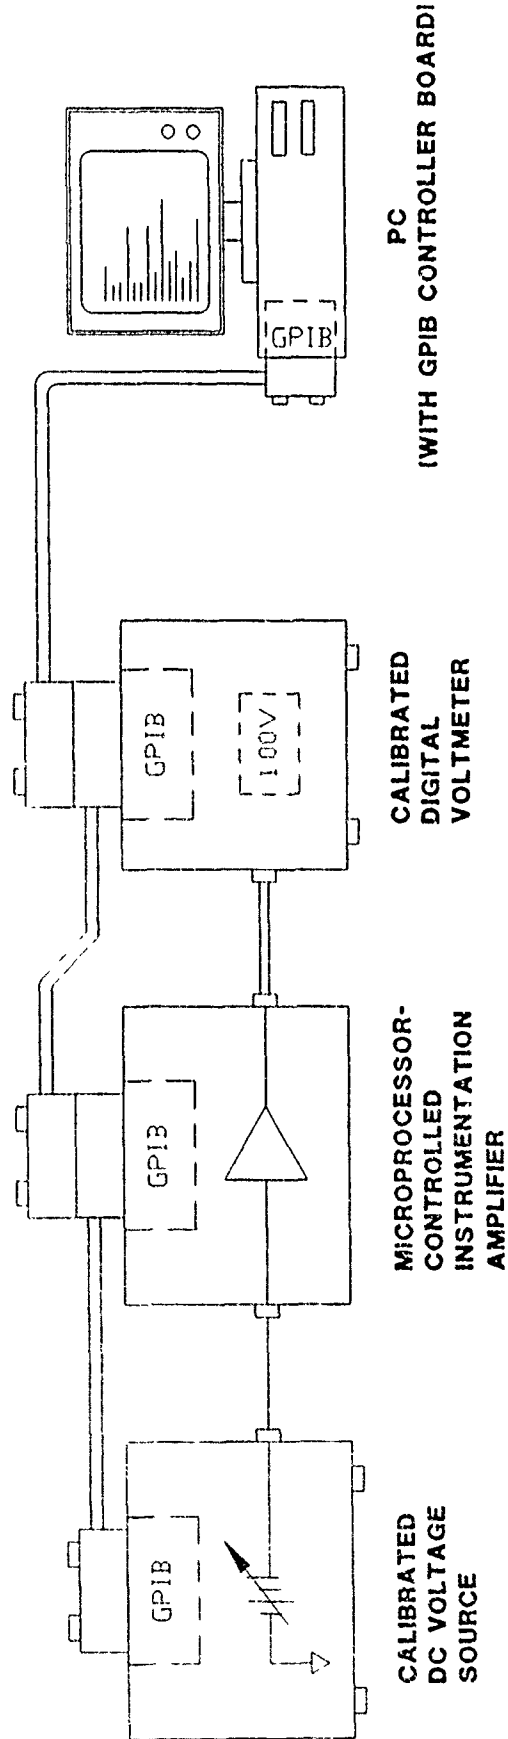 GPIB
CALIBRATED
DC VOLTAGE
SOURCE
GPIB
MICROPROCESSOR-
CONTROLLED
INSTRUMENTATION
AMPLIFIER
GPIB
100V
CALIBRATED
DIGITAL
VOLTMETER
GPIB
PC
(WITH GPIB CONTROLLER BOARD)